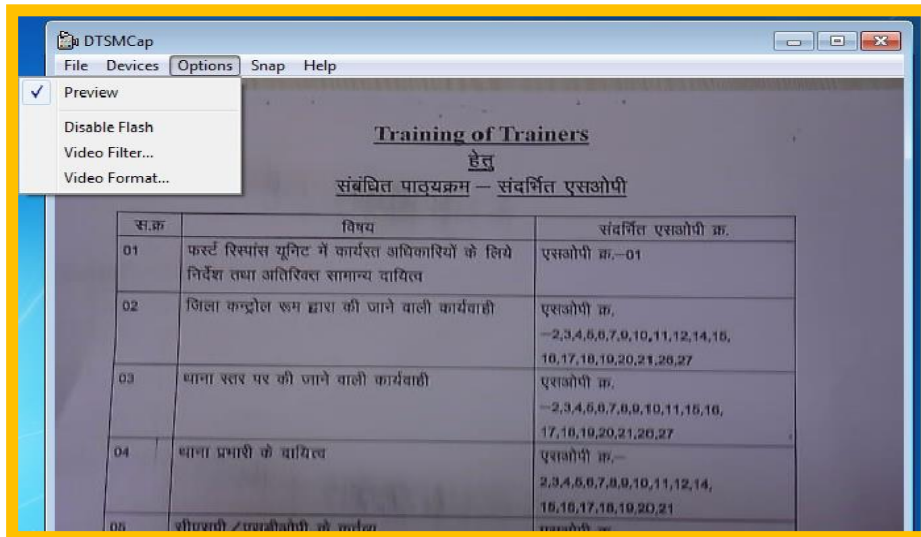 DTSMCap
File Devices Options Snap Help
Preview
Disable Flash
Video Filter...
Video Format...
Training of Trainers
हेतु
संबंधित पाठ्यक्रम – संदर्भित एसओपी
स.क्र विषय संदर्भित एसओपी क्र.
01 फर्स्ट रिस्पांस यूनिट में कार्यरत अधिकारियों के लिये एसओपी क्र.–01
निर्देश तथा अतिरिक्त सामान्य दायित्व
02 जिला कन्ट्रोल रूम द्वारा की जाने वाली कार्यवाही एसओपी क्र.
–2,3,4,5,6,7,9,10,11,12,14,15,
16,17,18,19,20,21,26,27
03 थाना स्तर पर की जाने वाली कार्यवाही एसओपी क्र.
–2,3,4,5,6,7,8,9,10,11,15,16,
17,18,19,20,21,26,27
04 थाना प्रभारी के दायित्व एसओपी क्र.–
2,3,4,5,6,7,8,9,10,11,12,14,
15,16,17,18,19,20,21
05